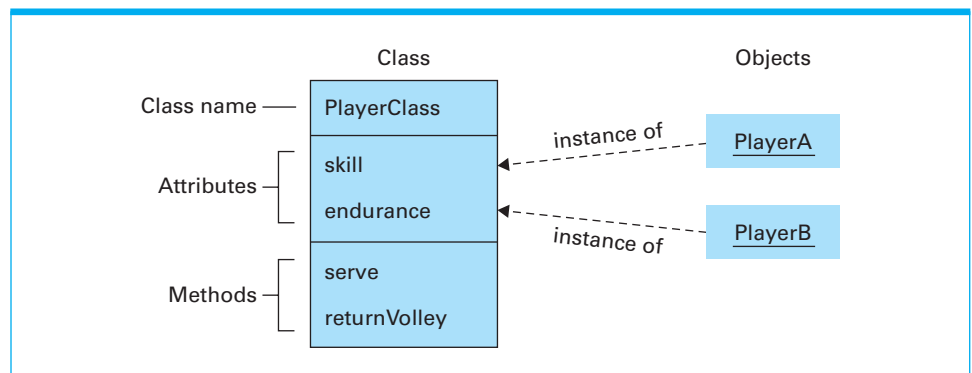 Class
Objects
Class name
PlayerClass
instance of
PlayerA
Attributes
skill
endurance
instance of
PlayerB
Methods
serve
returnVolley